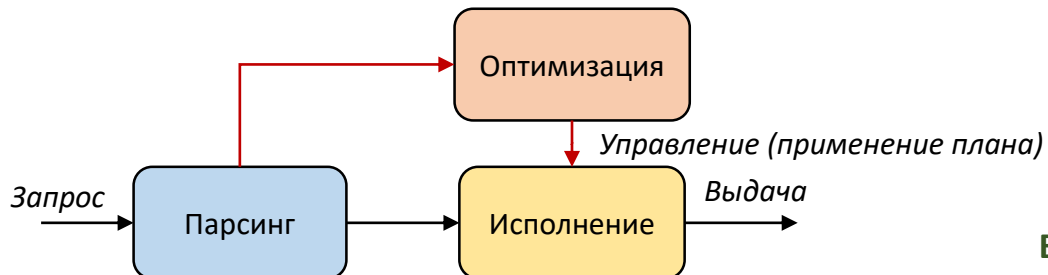 Оптимизация
Управление (применение плана)
Запрос
Парсинг
Исполнение
Выдача